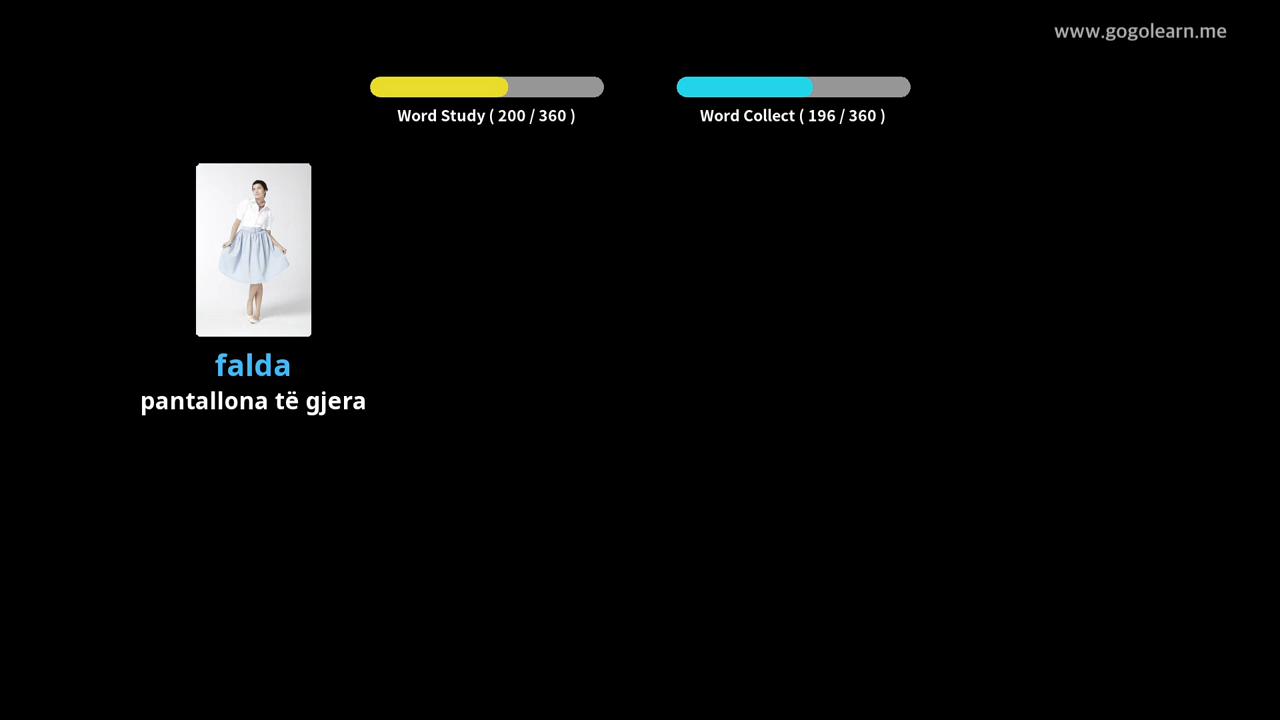 www.gogolearn.me
Word Study ( 200 / 360 )
Word Collect ( 196 / 360 )
falda
pantallona të gjera